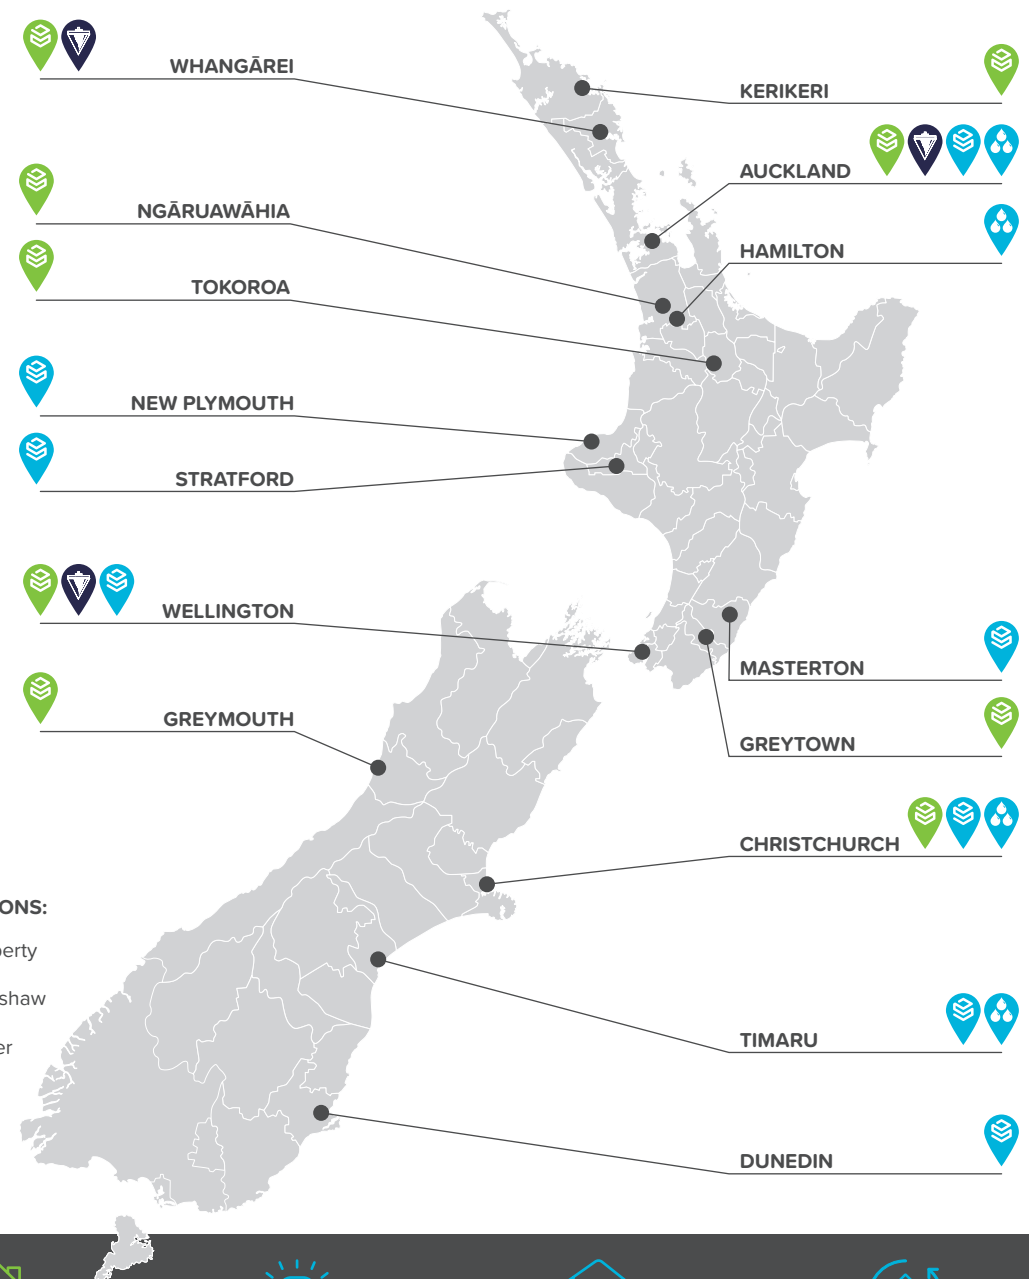 WHANGĀREI
KERIKERI
AUCKLAND
NGĀRUAWĀHIA
HAMILTON
TOKOROA
NEW PLYMOUTH
STRATFORD
WELLINGTON
MASTERTON
GREYMOUTH
GREYTOWN
CHRISTCHURCH
ONS:
perty
shaw
er
TIMARU
DUNEDIN